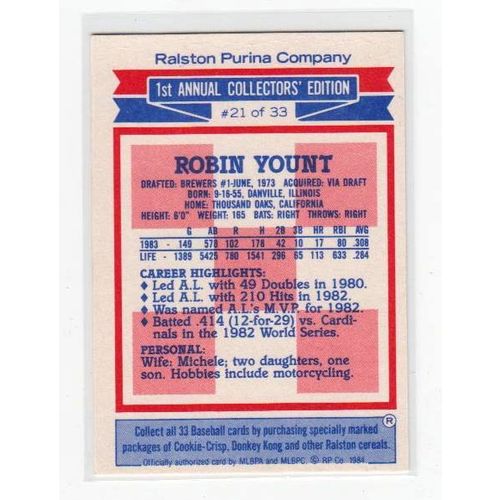 Ralston Purina Company
1st ANNUAL COLLECTORS' EDITION
#21 of 33
ROBIN YOUNT
DRAFTED: BREWERS #1-JUNE, 1973 ACQUIRED: VIA DRAFT
BORN: 9-16-55, DANVILLE, ILLINOIS
HOME: THOUSAND OAKS, CALIFORNIA
HEIGHT: 6'0" WEIGHT: 165 BATS: RIGHT THROWS: RIGHT
G AB R H 2B 3B HR RBI AVG
1983 - 149 578 102 178 42 10 17 80 .308
LIFE - 1389 5425 780 1541 296 65 113 633 .284
CAREER HIGHLIGHTS:
♦ Led A.L. with 49 Doubles in 1980.
♦ Led A.L. with 210 Hits in 1982.
♦ Was named A.L.'s M.V.P. for 1982.
♦ Batted .414 (12-for-29) vs. Cardi-
nals in the 1982 World Series.
PERSONAL:
Wife: Michele; two daughters, one
son. Hobbies include motorcycling.
®
Collect all 33 Baseball cards by purchasing specially marked
packages of Cookie-Crisp, Donkey Kong and other Ralston cereals.
Officially authorized card by MLBPA and MLBPC. © RP Co. 1984